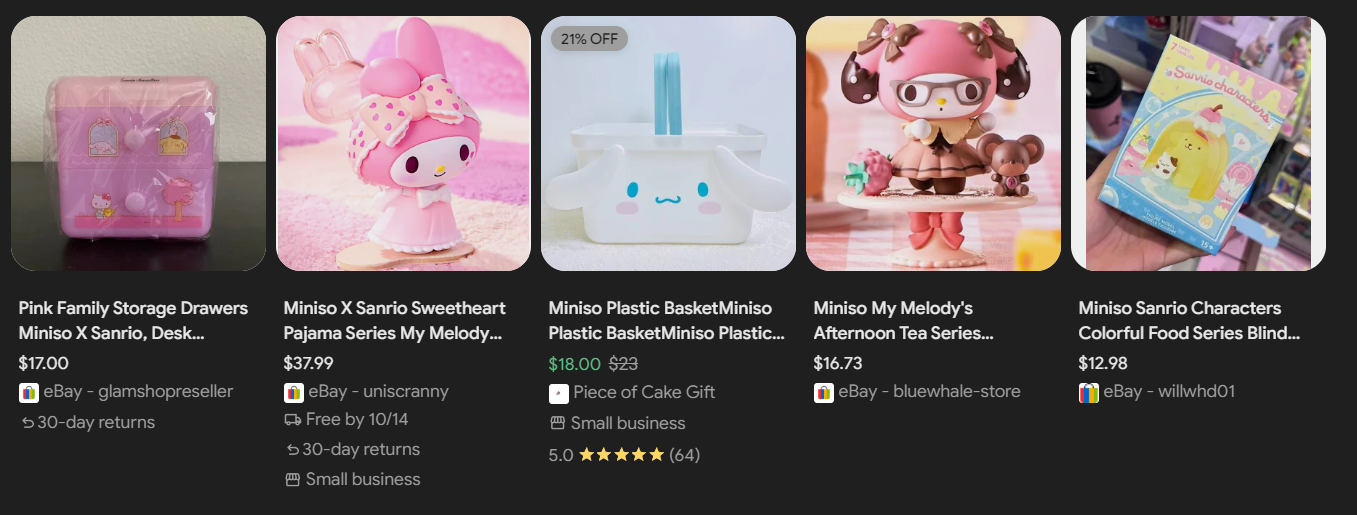 21% OFF
Sanrio characters
15+
Pink Family Storage Drawers
Miniso X Sanrio, Desk...
$17.00
eBay - glamshopreseller
30-day returns
Miniso X Sanrio Sweetheart
Pajama Series My Melody...
$37.99
eBay - uniscranny
Free by 10/14
30-day returns
Small business
Miniso Plastic BasketMiniso
Plastic BasketMiniso Plastic...
$18.00 $23
Piece of Cake Gift
Small business
5.0 (64)
Miniso My Melody's
Afternoon Tea Series...
$16.73
eBay - bluewhale-store
Miniso Sanrio Characters
Colorful Food Series Blind...
$12.98
eBay - willwhd01